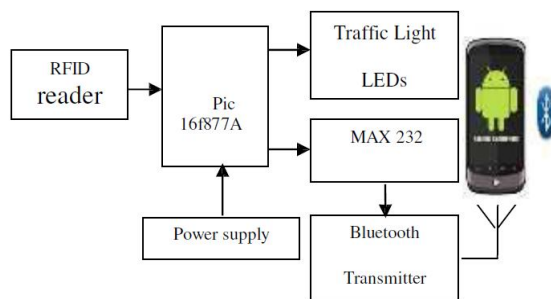 RFID
reader
Pic
16f877A
Power supply
Traffic Light
LEDs
MAX 232
Bluetooth
Transmitter